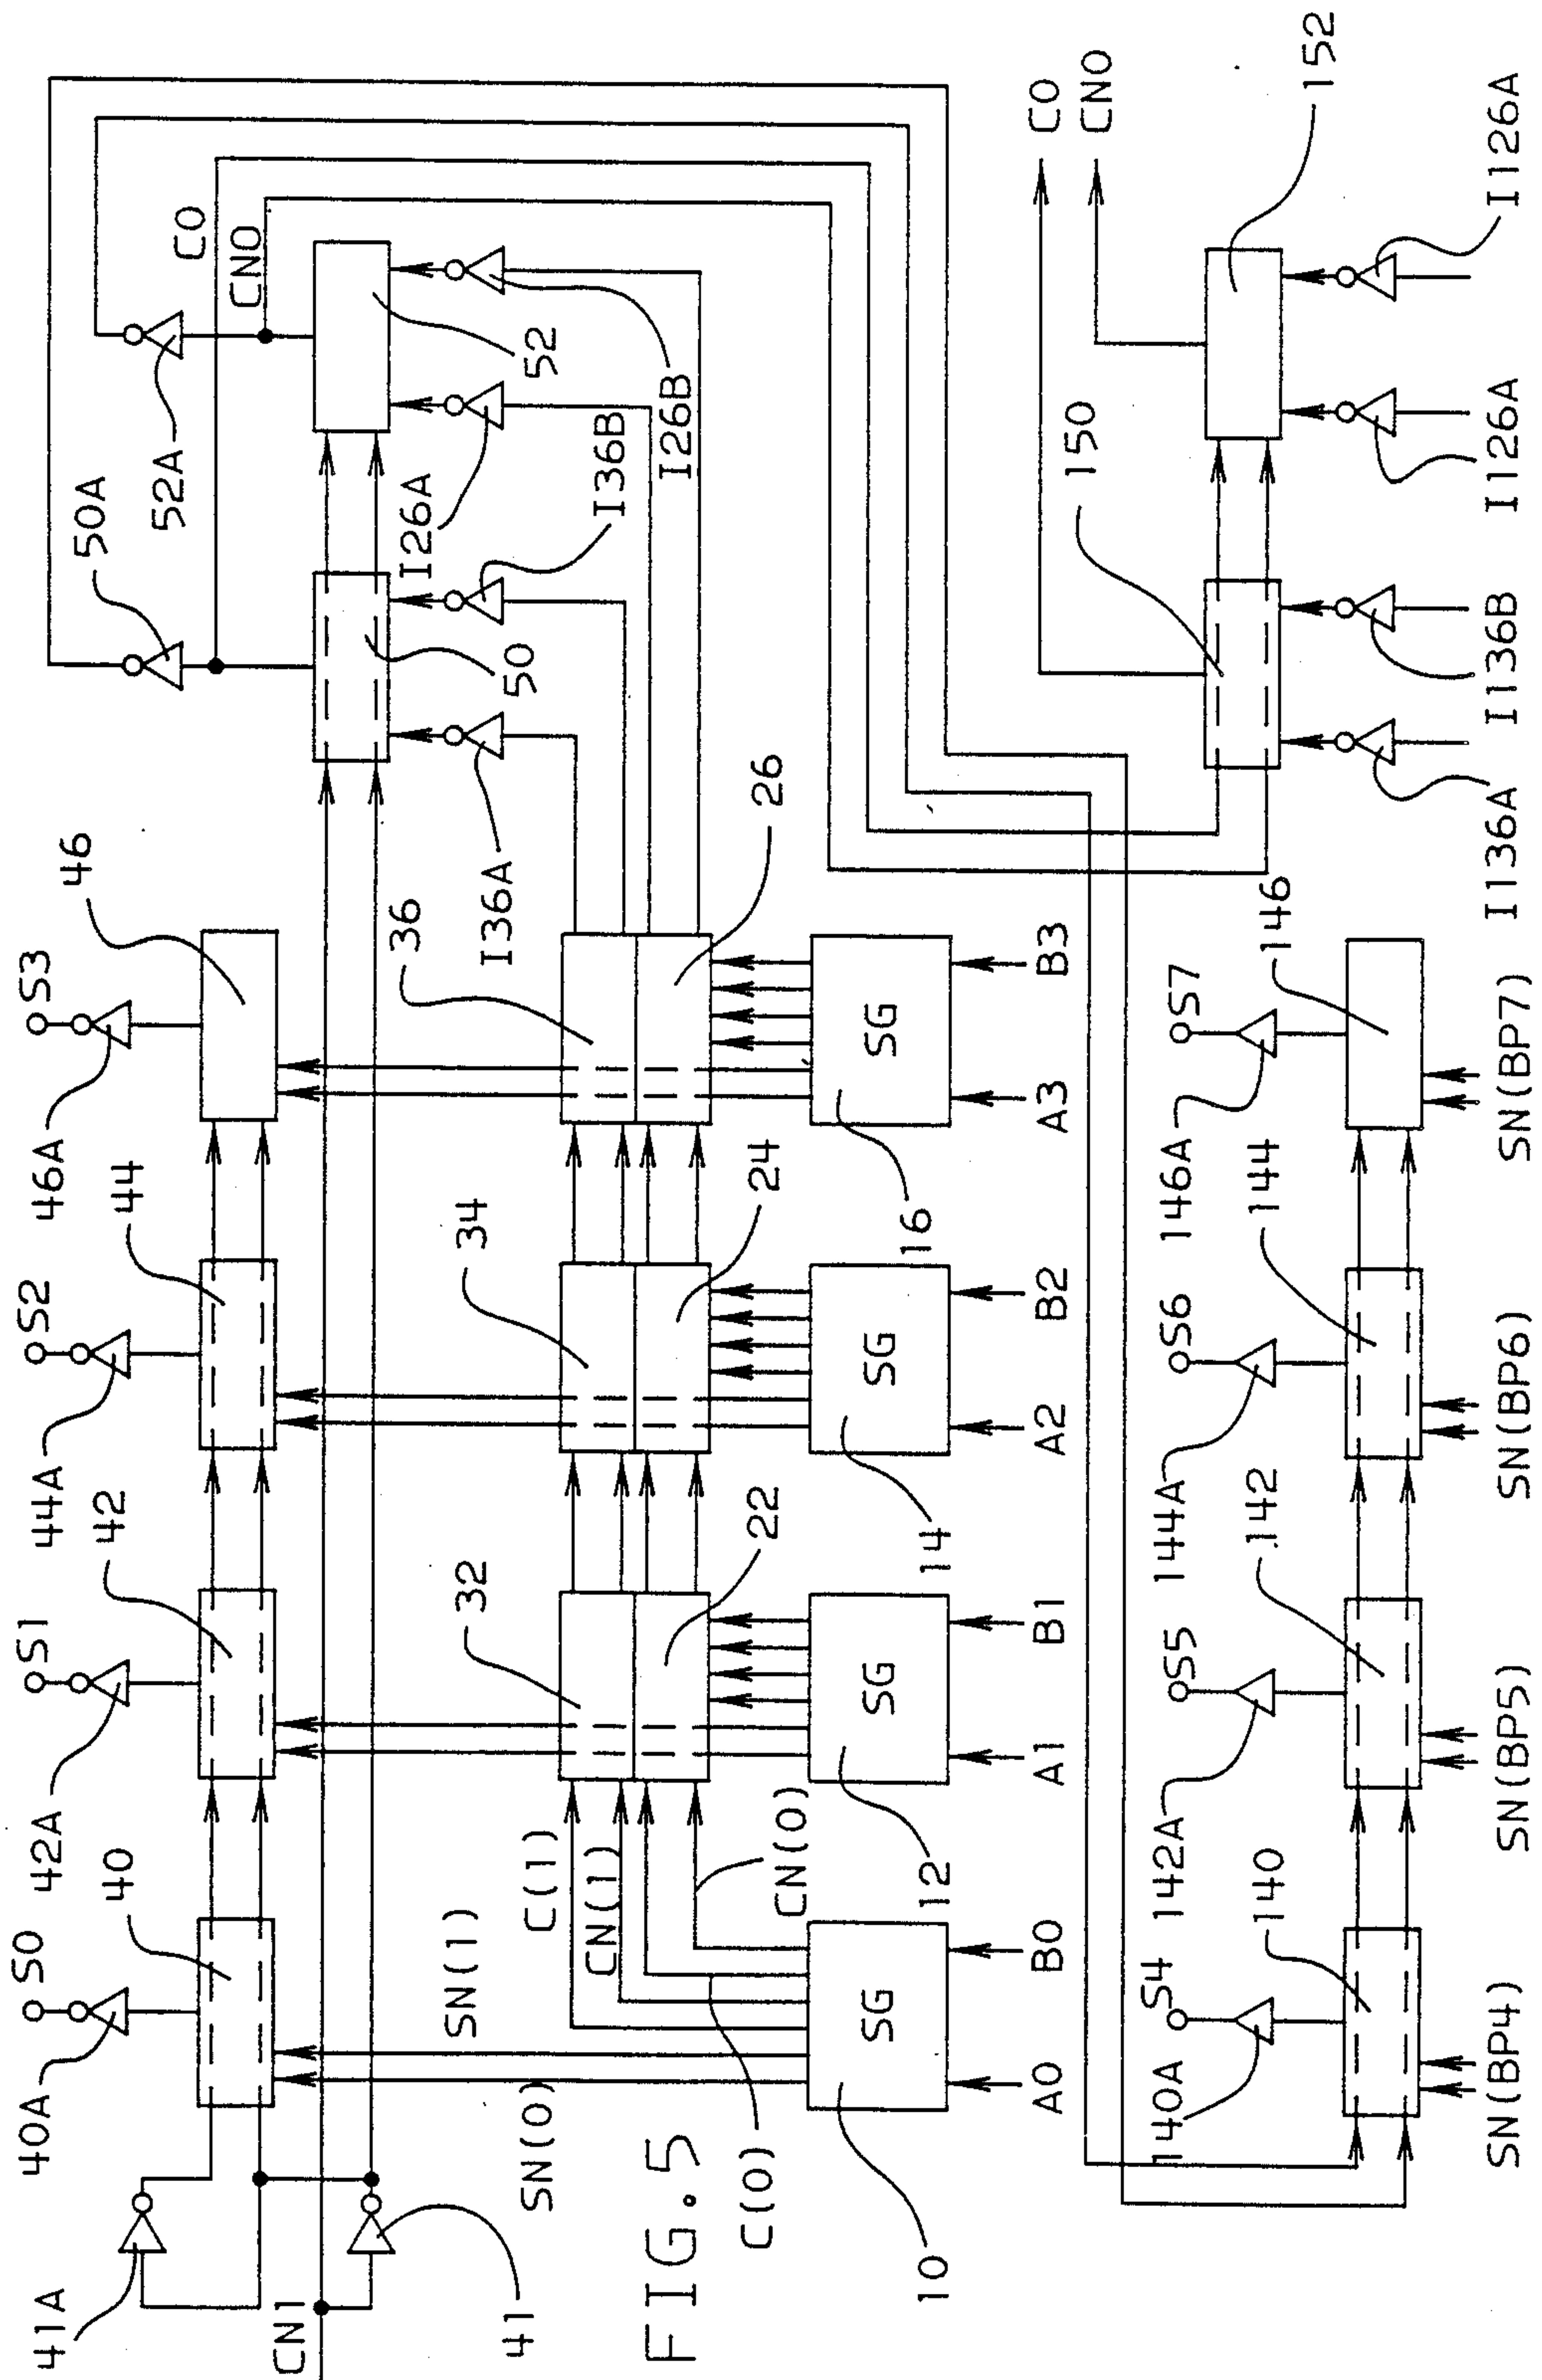 S0 S1 S2 S3
41A 40A 42A 44A 46A 50A
40 42 44 46 52A
CO
CNO
CN1
36 I26A
SN(1) 32 34
41 SN(0) C(1) I36A 50 52
CN(1) I36B
FIG. 5 I26B
C(0) CN(0) 22 24 26
SG SG SG SG
10 12 14 16
A0 B0 A1 B1 A2 B2 A3 B3
CO
CNO
150
140A S4 142A S5 144A S6 146A S7
140 142 144 146 152
SN(BP4) SN(BP5) SN(BP6) SN(BP7) I136A I136B I126A I126A